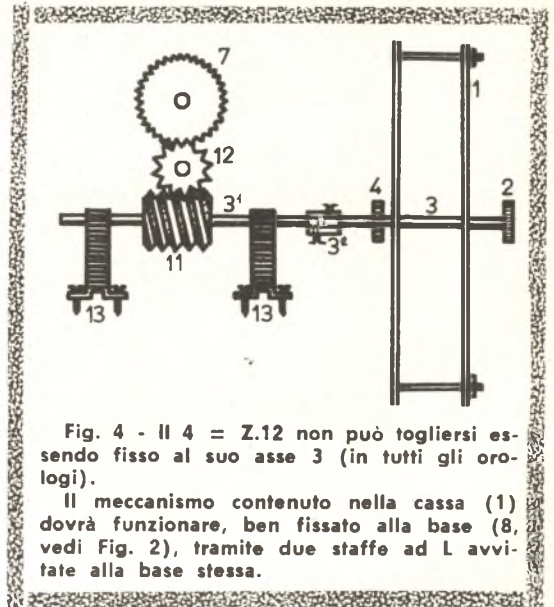 7
12
1
4
3
2
3¹
3²
11
13
13
Fig. 4 - Il 4 = Z.12 non può togliersi es-
sendo fisso al suo asse 3 (in tutti gli oro-
logi).
Il meccanismo contenuto nella cassa (1)
dovrà funzionare, ben fissato alla base (8,
vedi Fig. 2), tramite due staffe ad L avvi-
tate alla base stessa.